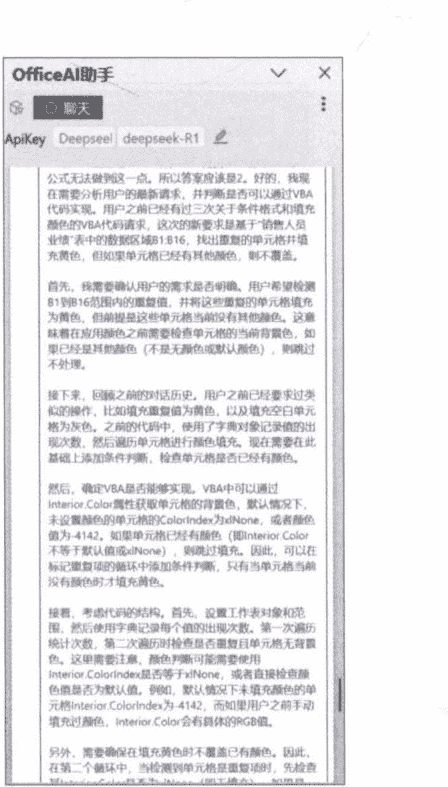 OfficeAI助手
聊天
ApiKey Deepseel deepseek-R1
公式无法做到这一点。所以答案应该是2。好的，我现
在需要分析用户的最新请求，并判断是否可以通过VBA
代码实现。用户之前已经有过三次关于条件格式和填充
颜色的VBA代码请求，这次的新要求是基于"销售人员
业绩"表中的数据区域B1:B16，找出重复的单元格并填
充黄色，但如果单元格已经有其他颜色，则不覆盖。
首先，我需要确认用户的需求是否明确。用户希望检测
B1到B16范围内的重复值，并将这些重复的单元格填充
为黄色，但前提是这些单元格当前没有其他颜色。这意
味着在应用颜色之前需要检查单元格的当前背景色，如
果已经是其他颜色（不是无颜色或默认颜色），则跳过
不处理。
接下来，回顾之前的对话历史。用户之前已经要求过类
似的操作，比如填充重复值为黄色，以及填充空白单元
格为灰色。之前的代码中，使用了字典对象记录值的出
现次数，然后遍历单元格进行颜色填充。现在需要在此
基础上添加条件判断，检查单元格是否已经有颜色。
然后，确定VBA是否能够实现。VBA中可以通过
Interior.Color属性获取单元格的背景色，默认情况下，
未设置颜色的单元格的ColorIndex为xlNone，或者颜色
值为-4142。如果单元格已经有颜色（即Interior.Color
不等于默认值或xlNone），则跳过填充。因此，可以在
标记重复项的循环中添加条件判断，只有当单元格当前
没有颜色时才填充黄色。
接着，考虑代码的结构。首先，设置工作表对象和范
围，然后使用字典记录每个值的出现次数。第一次遍历
统计次数，第二次遍历时检查是否重复且单元格无背景
色。这里需要注意，颜色判断可能需要使用
Interior.ColorIndex是否等于xlNone，或者直接检查颜
色值是否为默认值。例如，默认情况下未填充颜色的单
元格Interior.ColorIndex为-4142，而如果用户之前手动
填充过颜色，Interior.Color会有具体的RGB值。
另外，需要确保在填充黄色时不覆盖已有颜色。因此，
在第二个循环中，当检测到单元格是重复项时，先检查